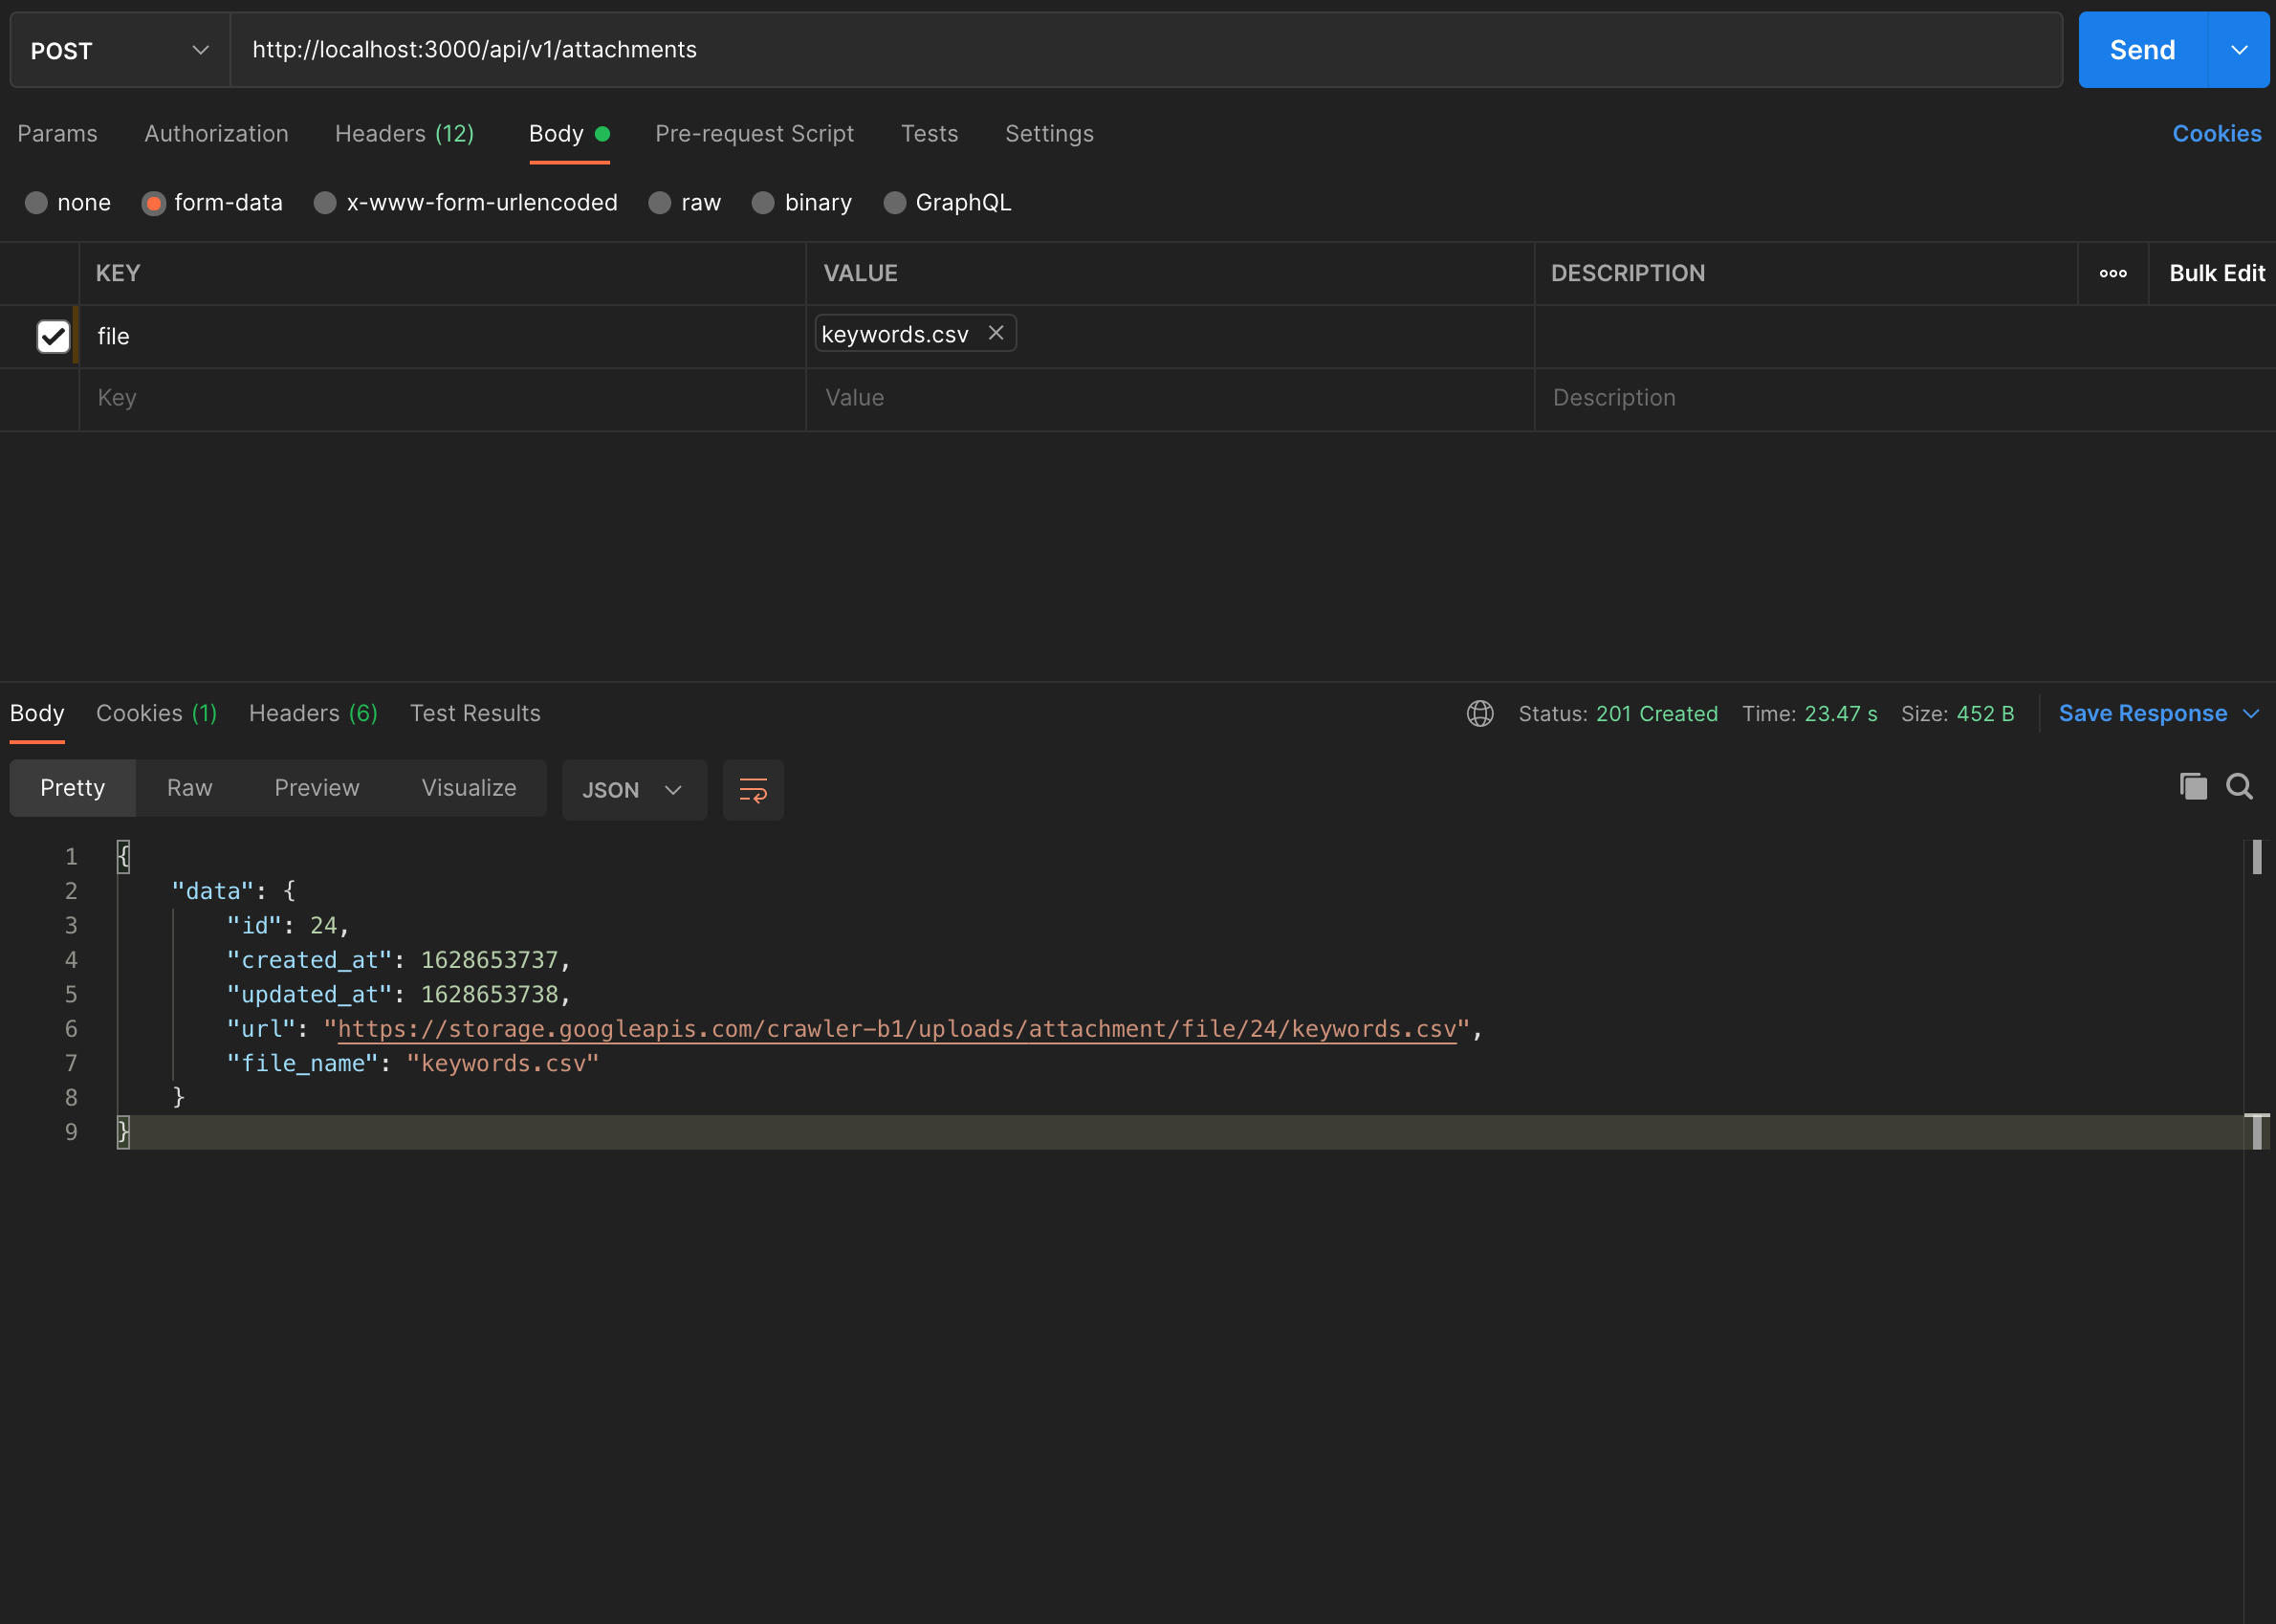 POST http://localhost:3000/api/v1/attachments Send
Params Authorization Headers (12) Body Pre-request Script Tests Settings Cookies
none form-data x-www-form-urlencoded raw binary GraphQL
KEY VALUE DESCRIPTION Bulk Edit
file keywords.csv
Key Value Description
Body Cookies (1) Headers (6) Test Results Status: 201 Created Time: 23.47 s Size: 452 B Save Response
Pretty Raw Preview Visualize JSON
1 {
2 "data": {
3 "id": 24,
4 "created_at": 1628653737,
5 "updated_at": 1628653738,
6 "url": "https://storage.googleapis.com/crawler-b1/uploads/attachment/file/24/keywords.csv",
7 "file_name": "keywords.csv"
8 }
9 }